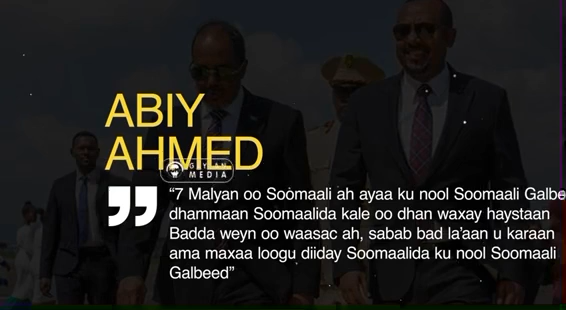 ABIY
AHMED
MEDIA
“7 Malyan oo Soomaali ah ayaa ku nool Soomaali Galbe
dhammaan Soomaalida kale oo dhan waxay haystaan
Badda weyn oo waasac ah, sabab bad la’aan u karaan
ama maxaa loogu diiday Soomaalida ku nool Soomaali
Galbeed”